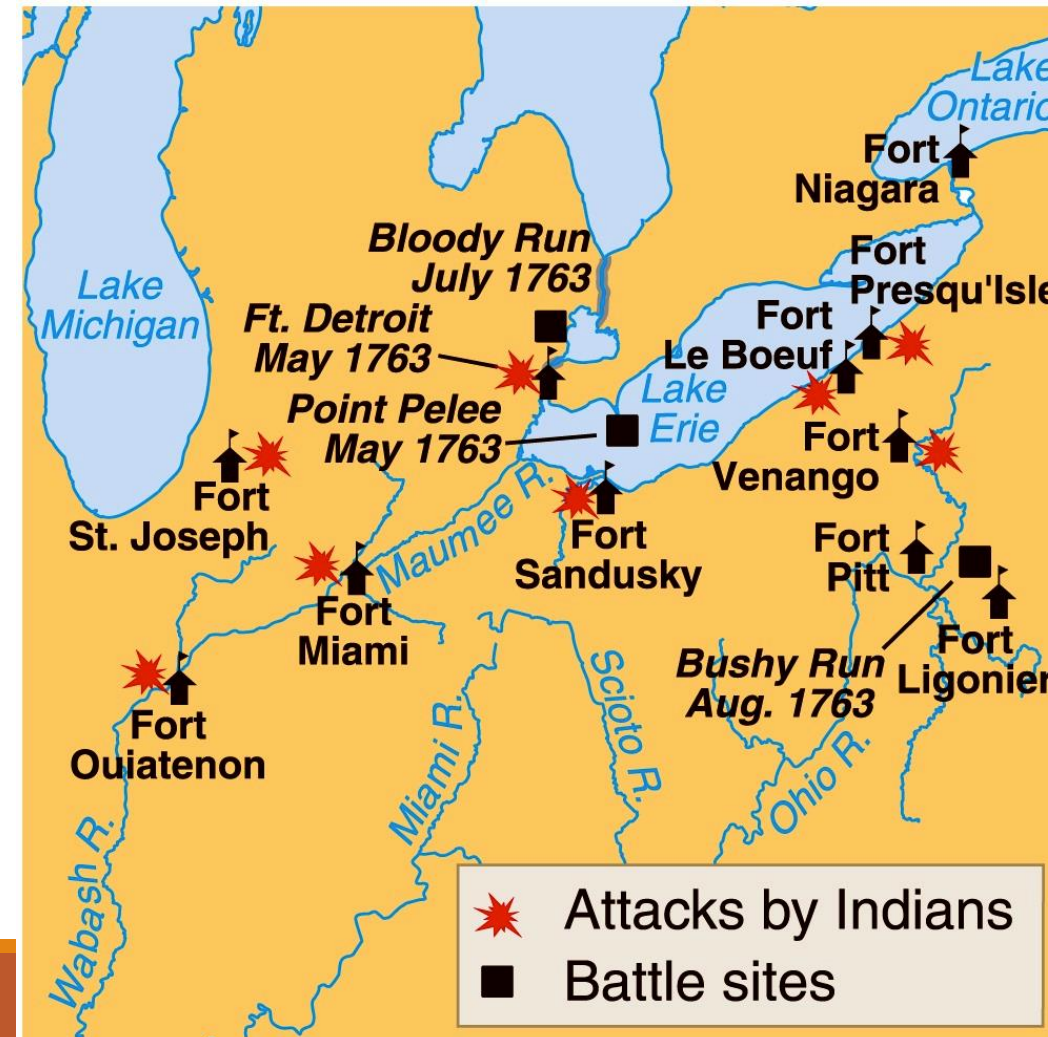 Lake
Ontario
Fort
Niagara
Bloody Run
July 1763
Fort
Presqu'Isle
Lake
Michigan
Ft. Detroit
May 1763
Fort
Le Boeuf
Lake
Erie
Point Pelee
May 1763
Fort
Venango
Fort
St. Joseph
Maumee R.
Fort
Sandusky
Fort
Pitt
Fort
Miami
Bushy Run
Aug. 1763
Fort
Ligonier
Fort
Ouiatenon
Scioto R.
Miami R.
Ohio R.
Wabash R.
Attacks by Indians
Battle sites